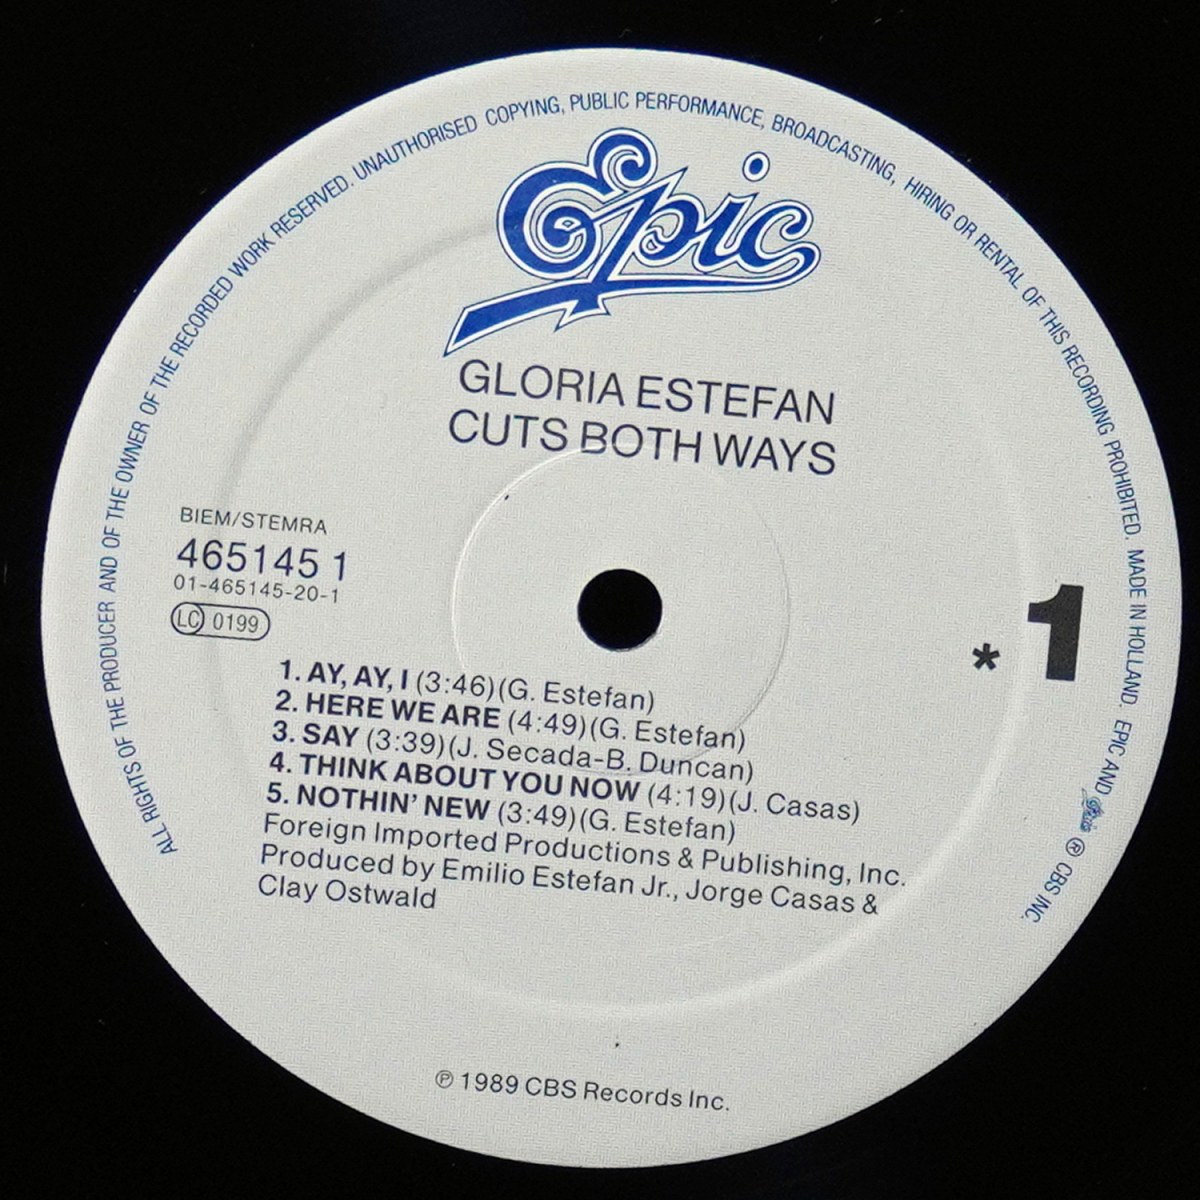 ALL RIGHTS OF THE PRODUCER AND OF THE OWNER OF THE RECORDED WORK RESERVED. UNAUTHORISED COPYING, PUBLIC PERFORMANCE, BROADCASTING, HIRING OR RENTAL OF THIS RECORDING PROHIBITED. MADE IN HOLLAND. EPIC AND Epic ® CBS INC.
Epic
GLORIA ESTEFAN
CUTS BOTH WAYS
BIEM/STEMRA
465145 1
01-465145-20-1
LC 0199
* 1
1. AY, AY, I (3:46)(G. Estefan)
2. HERE WE ARE (4:49)(G. Estefan)
3. SAY (3:39)(J. Secada-B. Duncan)
4. THINK ABOUT YOU NOW (4:19)(J. Casas)
5. NOTHIN' NEW (3:49)(G. Estefan)
Foreign Imported Productions & Publishing, Inc.
Produced by Emilio Estefan Jr., Jorge Casas &
Clay Ostwald
℗ 1989 CBS Records Inc.